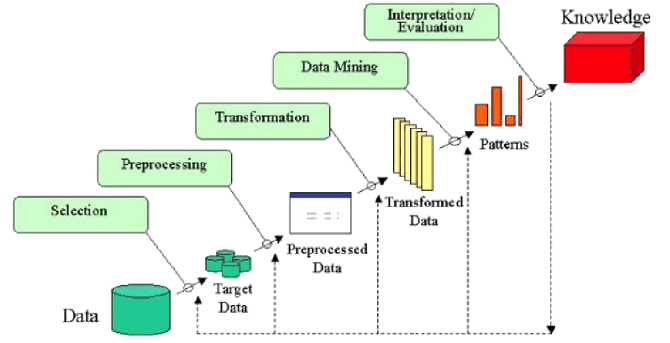 Interpretation/
Evaluation
Knowledge
Data Mining
Transformation
Patterns
Preprocessing
Transformed
Data
Selection
Preprocessed
Data
Target
Data
Data